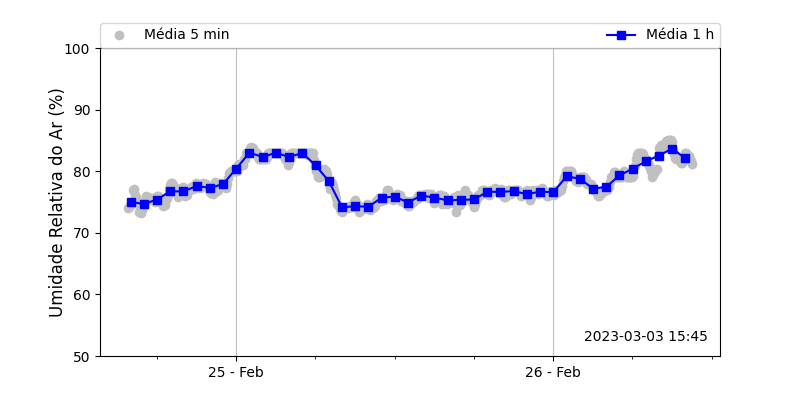 Média 5 min
Média 1 h
Umidade Relativa do Ar (%)
100
90
80
70
60
50
2023-03-03 15:45
25 - Feb
26 - Feb